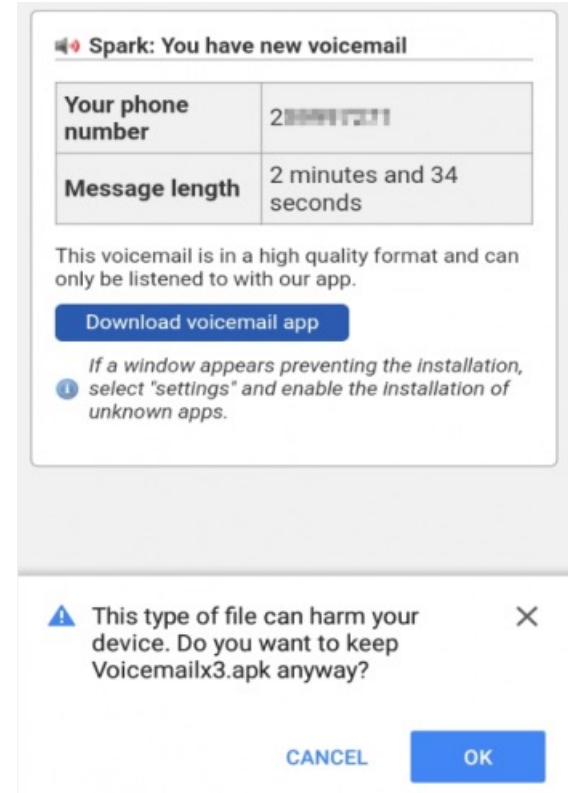 Spark: You have new voicemail
Your phone
number
2
Message length
2 minutes and 34
seconds
This voicemail is in a high quality format and can
only be listened to with our app.
Download voicemail app
If a window appears preventing the installation,
select "settings" and enable the installation of
unknown apps.
This type of file can harm your
device. Do you want to keep
Voicemailx3.apk anyway?
CANCEL
OK